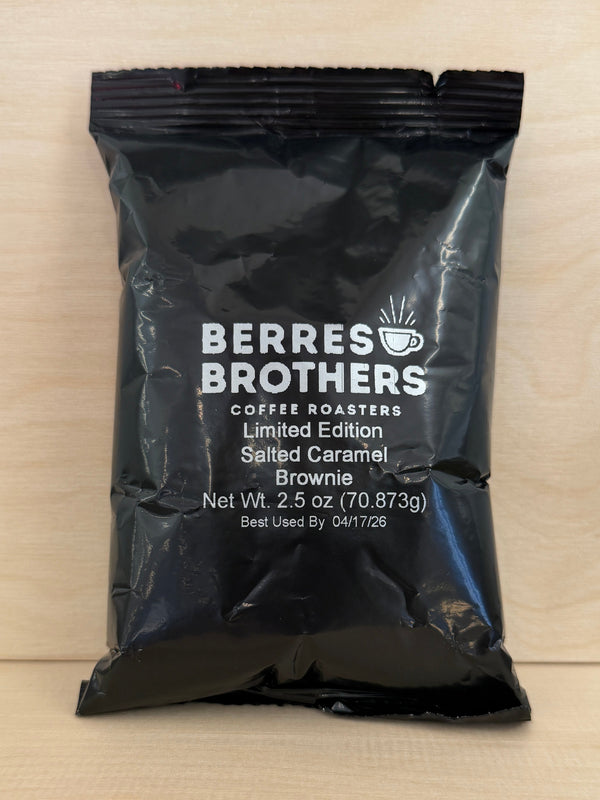 BERRES
BROTHERS
COFFEE ROASTERS
Limited Edition
Salted Caramel
Brownie
Net Wt. 2.5 oz (70.873g)
Best Used By 04/17/26